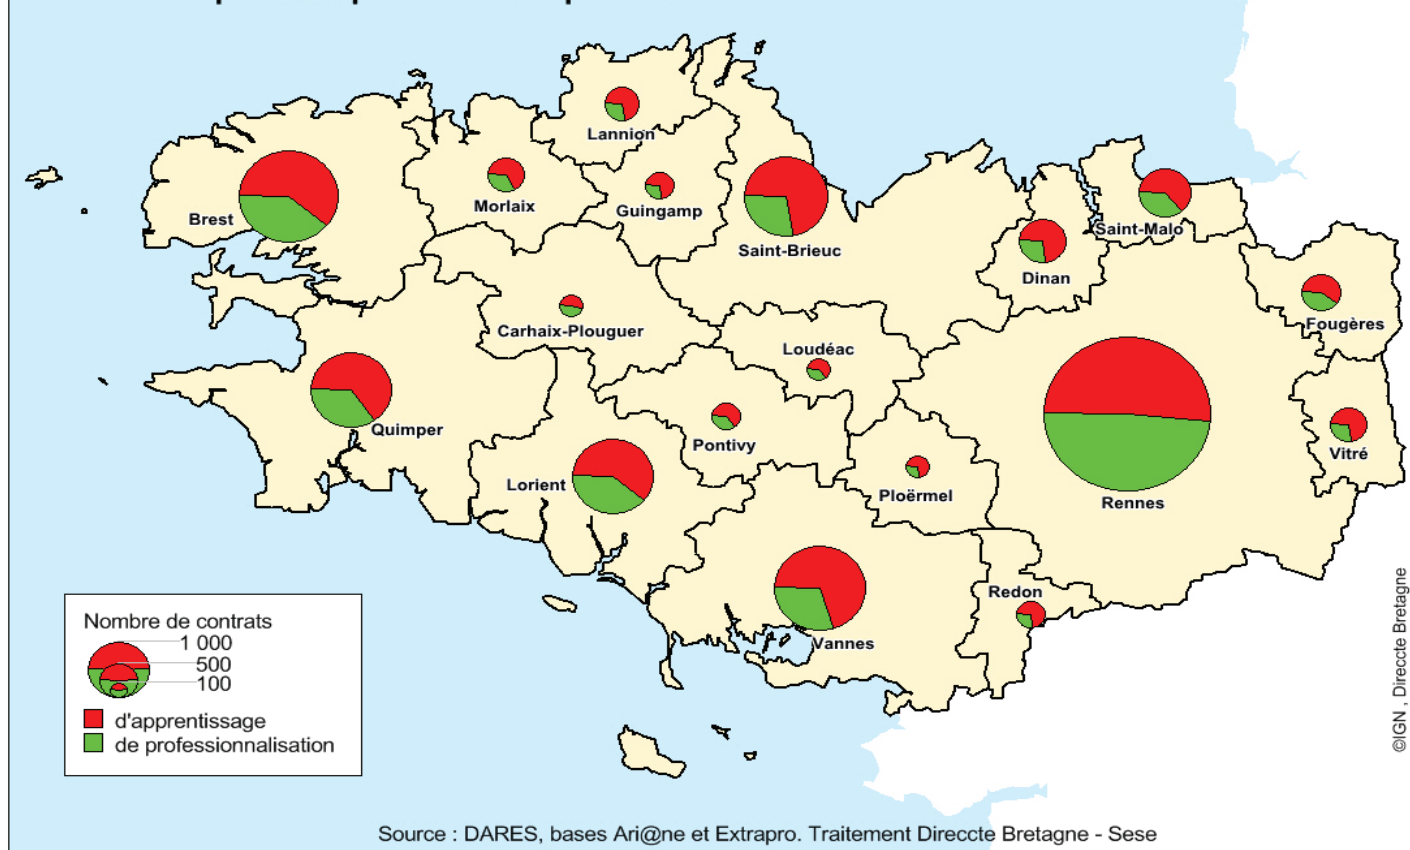 Lannion
Brest
Morlaix
Guingamp
Saint-Brieuc
Saint-Malo
Dinan
Fougères
Carhaix-Plouguer
Loudéac
Quimper
Pontivy
Vitré
Lorient
Ploërmel
Rennes
Redon
Vannes
Nombre de contrats
1 000
500
100
d'apprentissage
de professionnalisation
©IGN , Direccte Bretagne
Source : DARES, bases Ari@ne et Extrapro. Traitement Direccte Bretagne - Sese